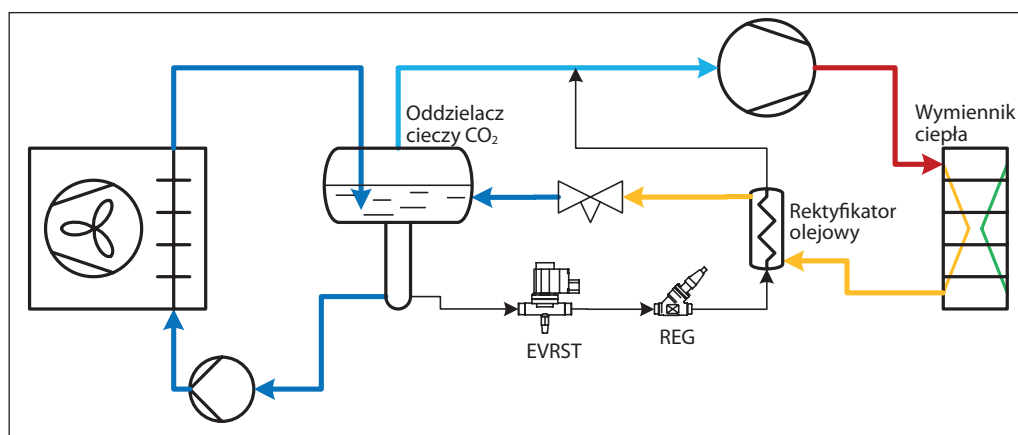 Oddzielacz
cieczy CO₂
Wymiennik
ciepła
Rektyfikator
olejowy
EVRST
REG